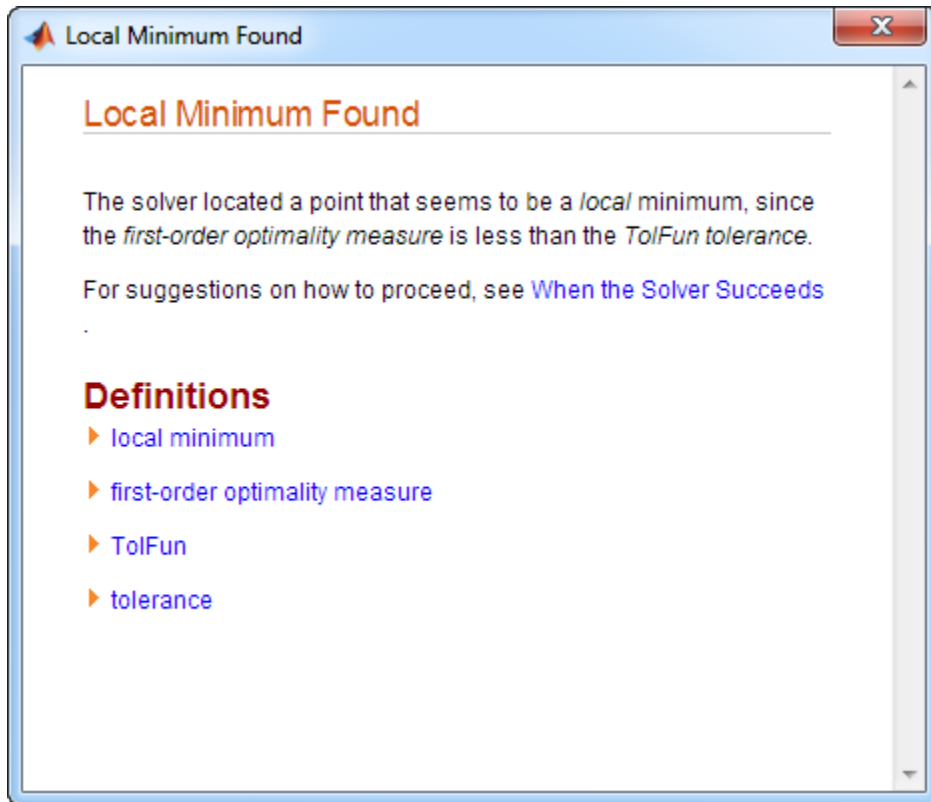 Local Minimum Found
Local Minimum Found
The solver located a point that seems to be a local minimum, since
the first-order optimality measure is less than the TolFun tolerance.
For suggestions on how to proceed, see When the Solver Succeeds
.
Definitions
local minimum
first-order optimality measure
TolFun
tolerance